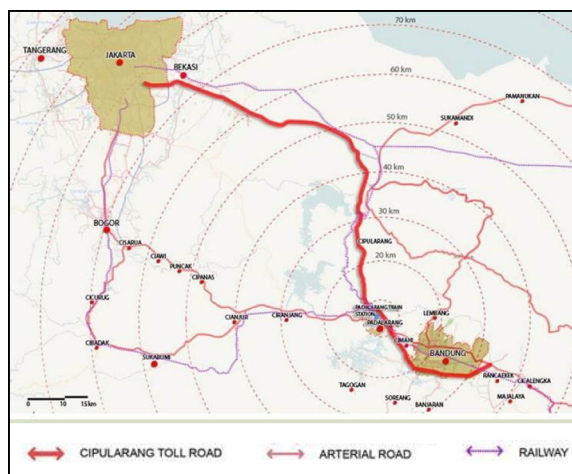 70 km
TANGERANG
JAKARTA
BEKASI
60 km
PAMANUKAN
SUKAMANDI
50 km
40 km
30 km
BOGOR
CISARUA
CIPULARANG
CIAWI
PUNCAK
20 km
CIPANAS
CICURUG
PADALARANG TRAIN
STATION
LEMBANG
CIANJUR
CIRANJANG
PADALARANG
CIBADAK
CIMAHI
BANDUNG
SUKABUMI
RANCAEKEK
CICALENGKA
TAGOGAN
SOREANG
MAJALAYA
BANJARAN
0 10 15km
CIPULARANG TOLL ROAD
ARTERIAL ROAD
RAILWAY